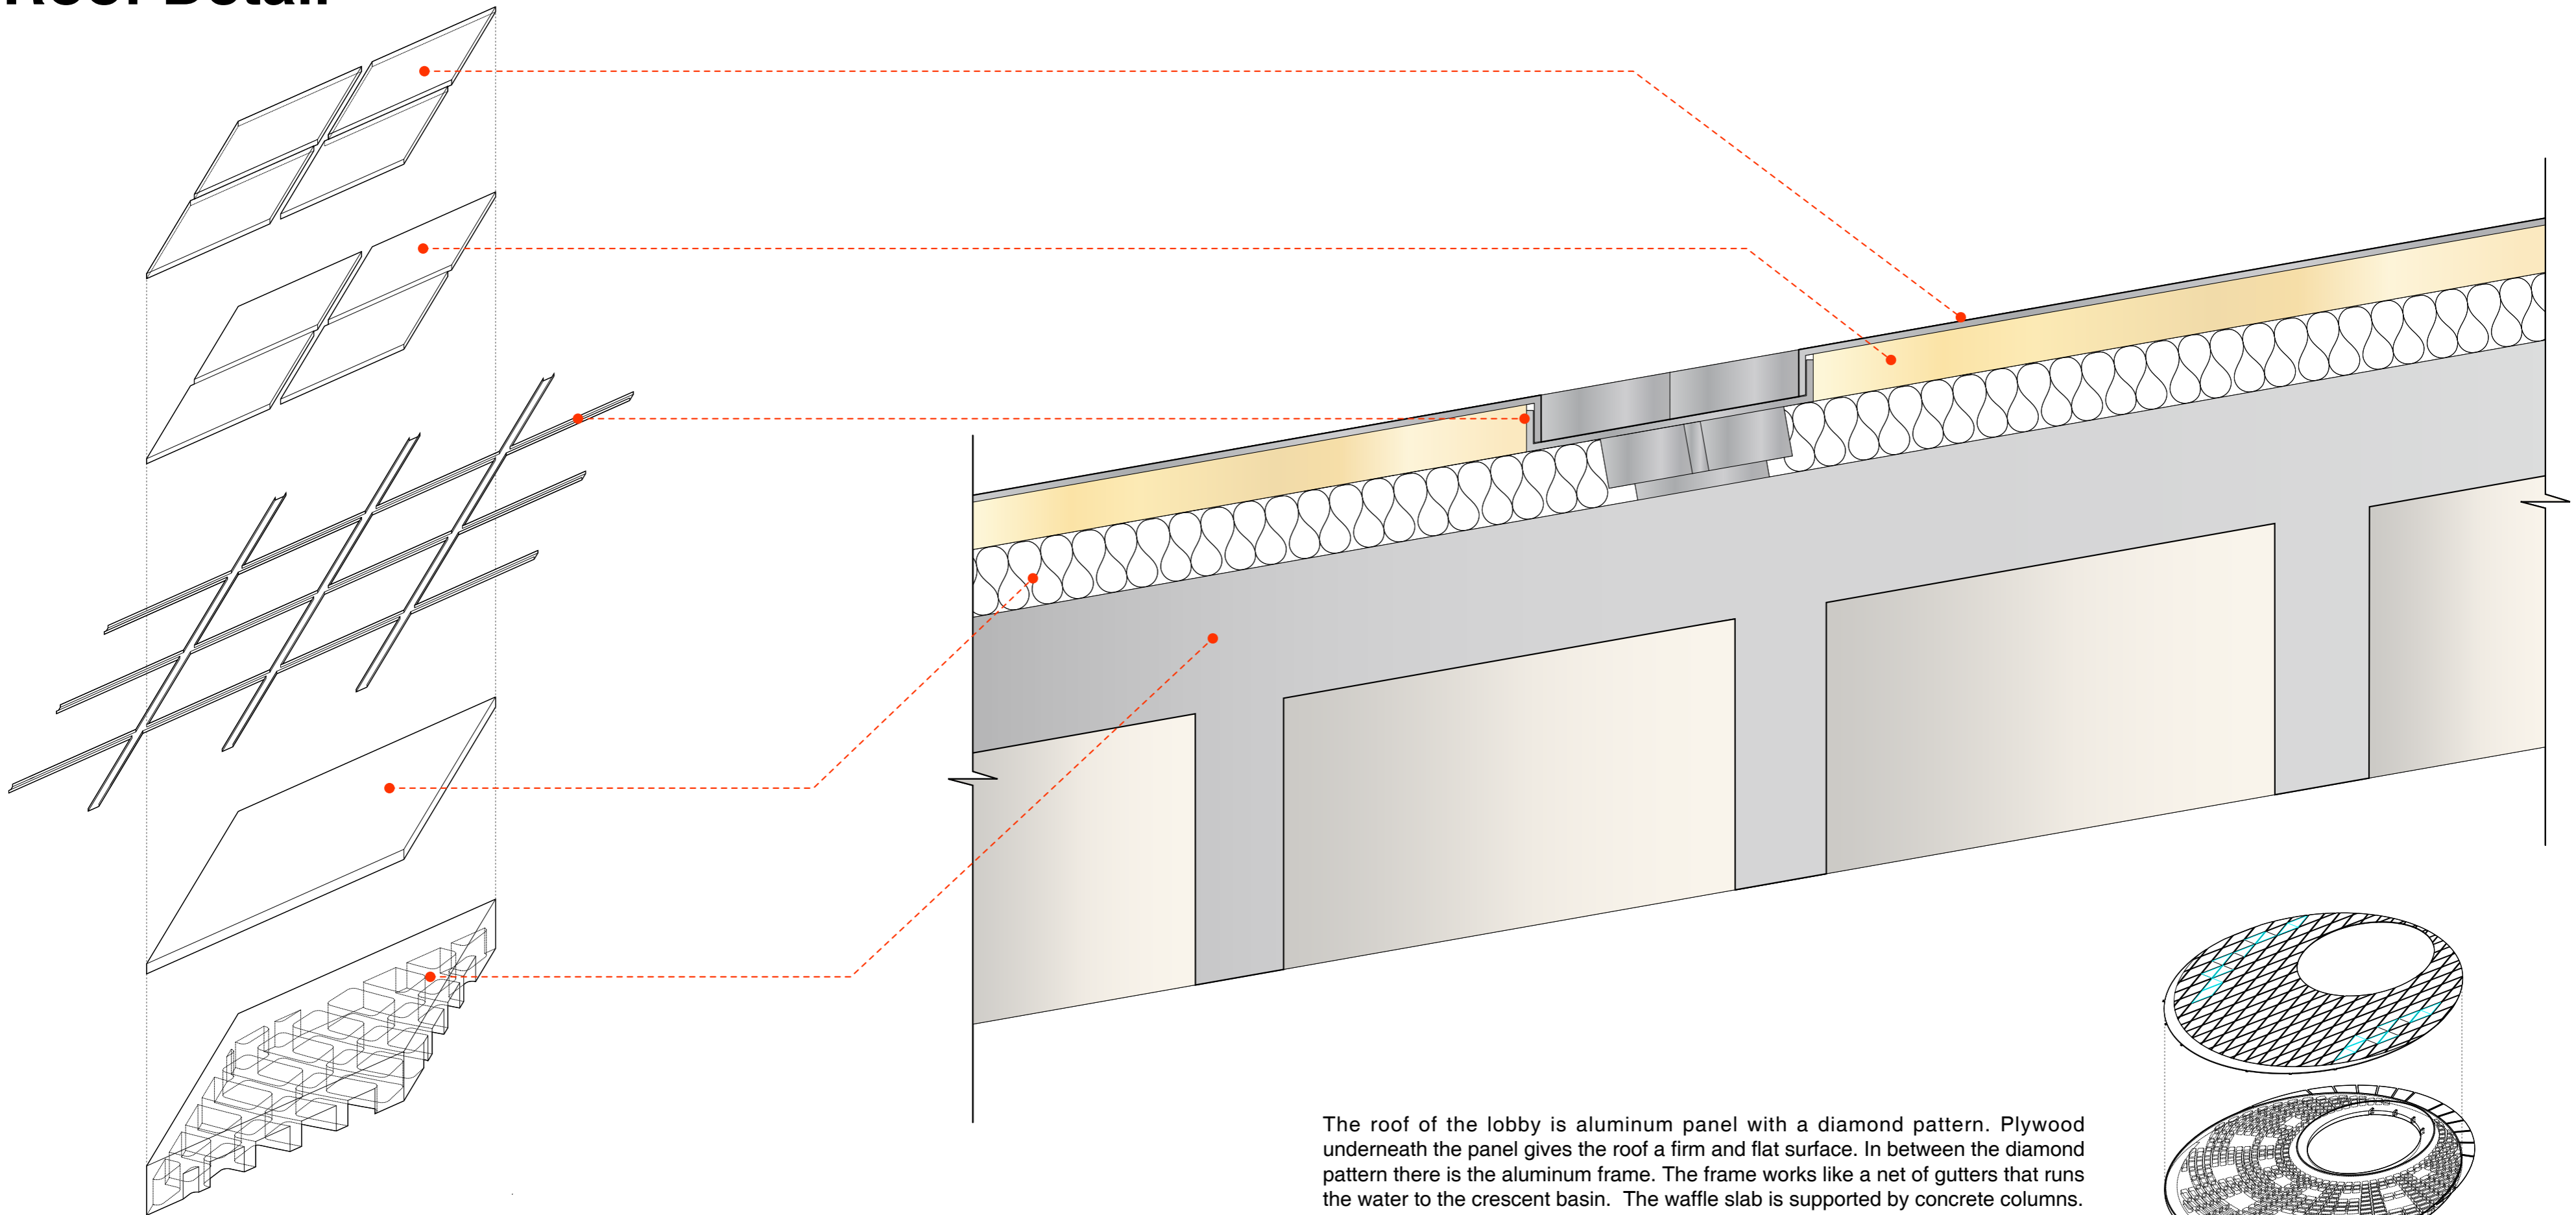 Roof Detail
The roof of the lobby is aluminum panel with a diamond pattern. Plywood
underneath the panel gives the roof a firm and flat surface. In between the diamond
pattern there is the aluminum frame. The frame works like a net of gutters that runs
the water to the crescent basin. The waffle slab is supported by concrete columns.